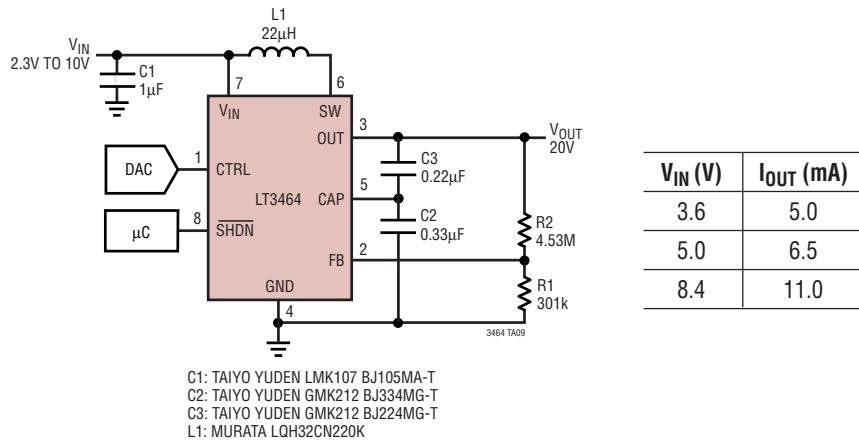 L1
22µH
VIN
2.3V TO 10V
C1
1µF
7
6
VIN
SW
OUT
3
VOUT
20V
DAC
1
CTRL
C3
0.22µF
LT3464
CAP
5
µC
8
SHDN
C2
0.33µF
R2
4.53M
FB
2
GND
R1
301k
4
3464 TA09
C1: TAIYO YUDEN LMK107 BJ105MA-T
C2: TAIYO YUDEN GMK212 BJ334MG-T
C3: TAIYO YUDEN GMK212 BJ224MG-T
L1: MURATA LQH32CN220K
VIN (V) IOUT (mA)
3.6 5.0
5.0 6.5
8.4 11.0